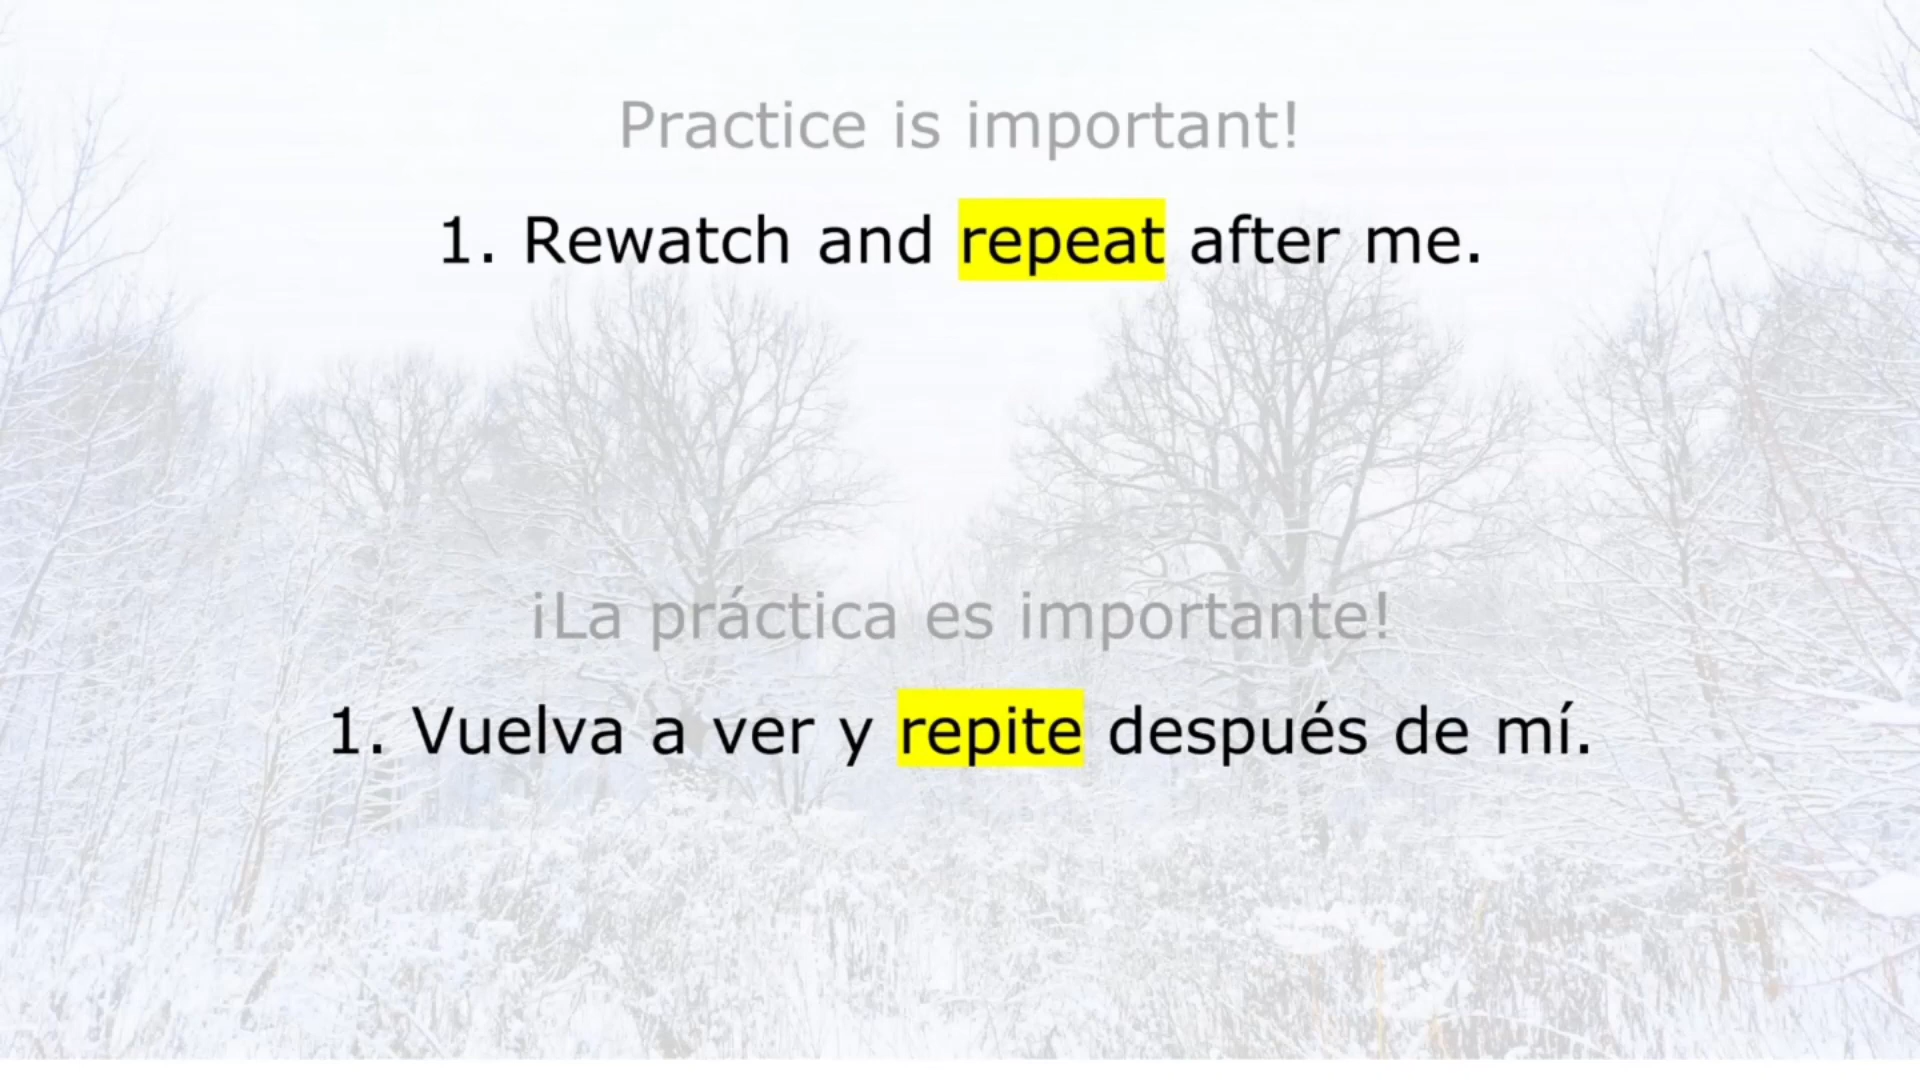 Practice is important!
1. Rewatch and repeat after me.
¡La práctica es importante!
1. Vuelva a ver y repite después de mí.